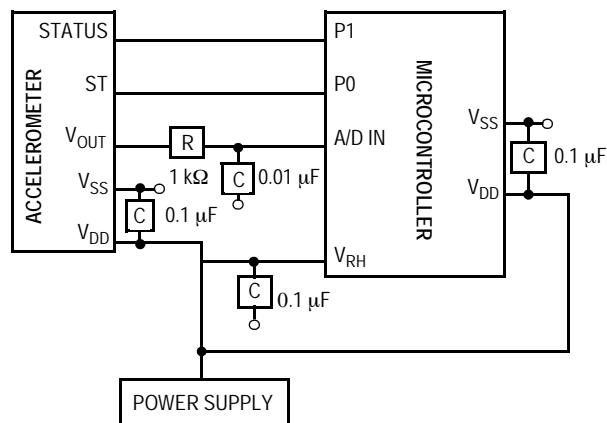 STATUS
P1
ACCELEROMETER
MICROCONTROLLER
ST
P0
VOUT
R
A/D IN
VSS
1 kΩ
C
0.01 µF
C
0.1 µF
VSS
C
0.1 µF
VDD
VDD
VRH
C
0.1 µF
POWER SUPPLY